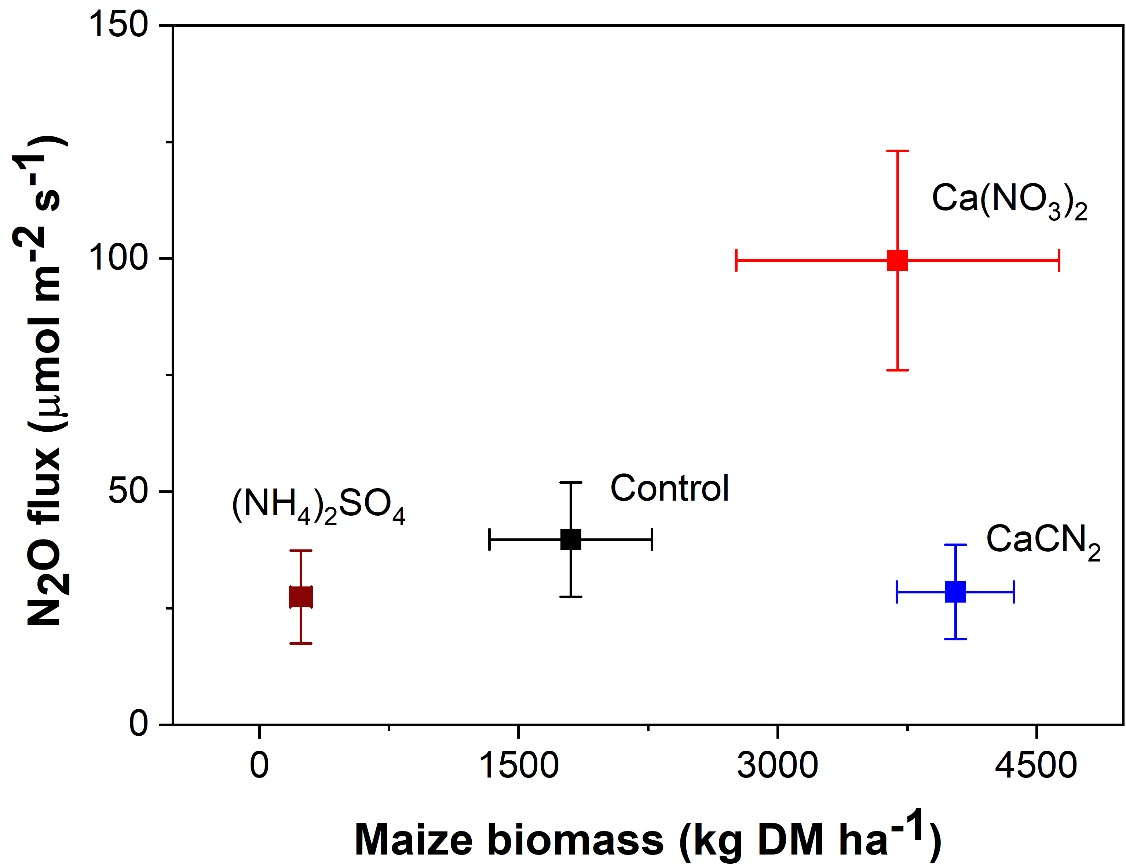 N2O flux (μmol m-2 s-1)
150
100
50
0
Ca(NO3)2
Control
(NH4)2SO4
CaCN2
0 1500 3000 4500
Maize biomass (kg DM ha-1)